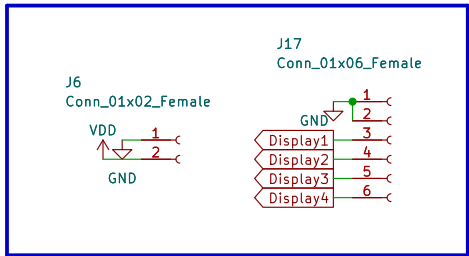 J17
Conn_01x06_Female
1
GND
2
Display1
3
Display2
4
Display3
5
Display4
6
J6
Conn_01x02_Female
VDD
1
2
GND